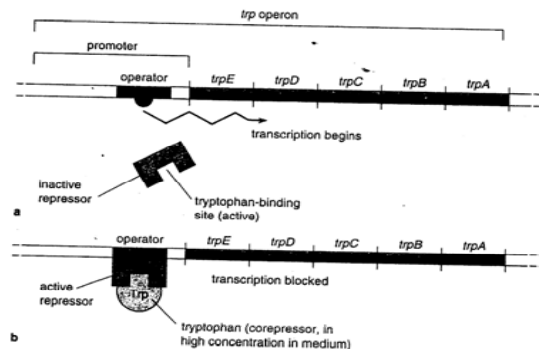 trp operon
promoter
operator
trpE
trpD
trpC
trpB
trpA
transcription begins
inactive
repressor
tryptophan-binding
site (active)
a
operator
trpE
trpD
trpC
trpB
trpA
active
repressor
transcription blocked
Trp
tryptophan (corepressor, in
high concentration in medium)
b